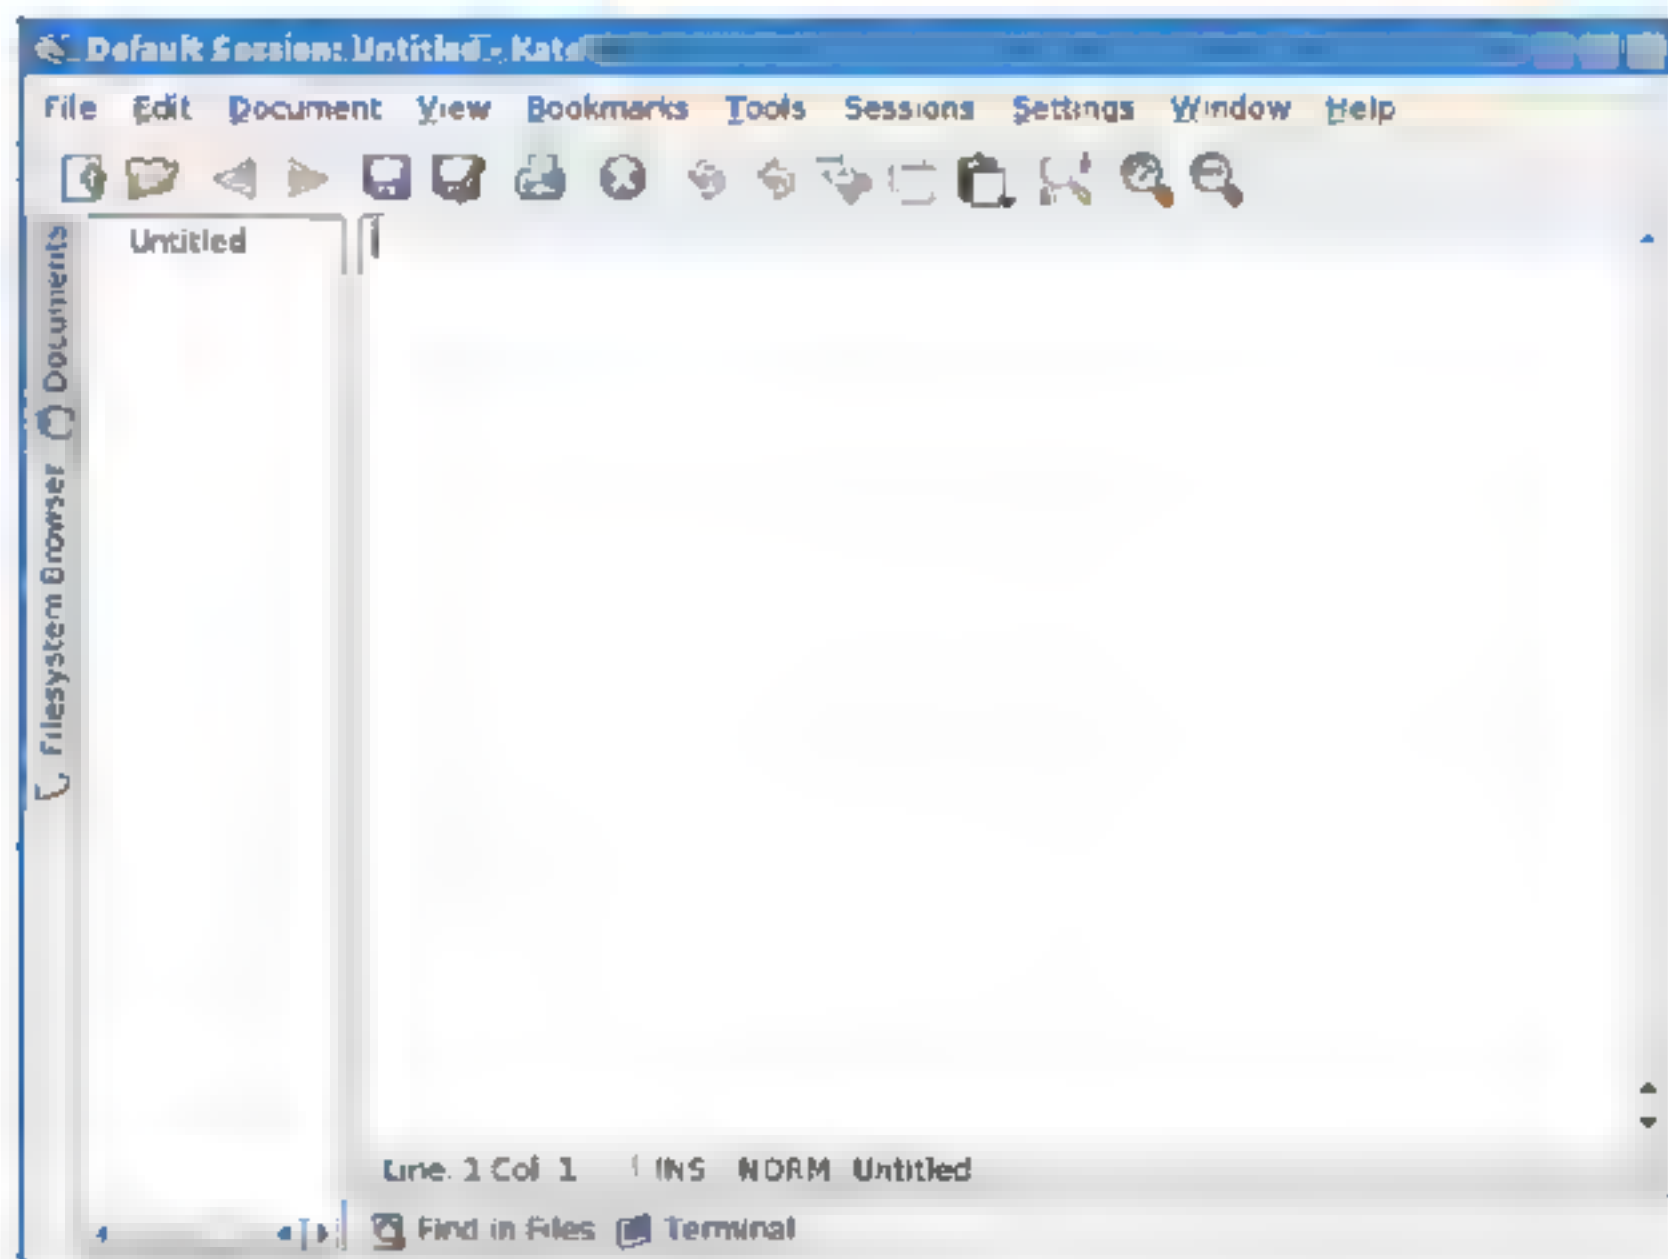 Default Session: Untitled - Kate
File Edit Document View Bookmarks Tools Sessions Settings Window Help
Documents
Filesystem Browser
Untitled
Line: 1 Col: 1 INS NORM Untitled
Find in Files Terminal